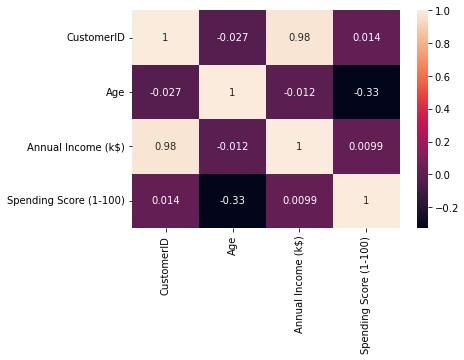 CustomerID 1 -0.027 0.98 0.014
Age -0.027 1 -0.012 -0.33
Annual Income (k$) 0.98 -0.012 1 0.0099
Spending Score (1-100) 0.014 -0.33 0.0099 1
CustomerID
Age
Annual Income (k$)
Spending Score (1-100)
1.0
0.8
0.6
0.4
0.2
0.0
−0.2